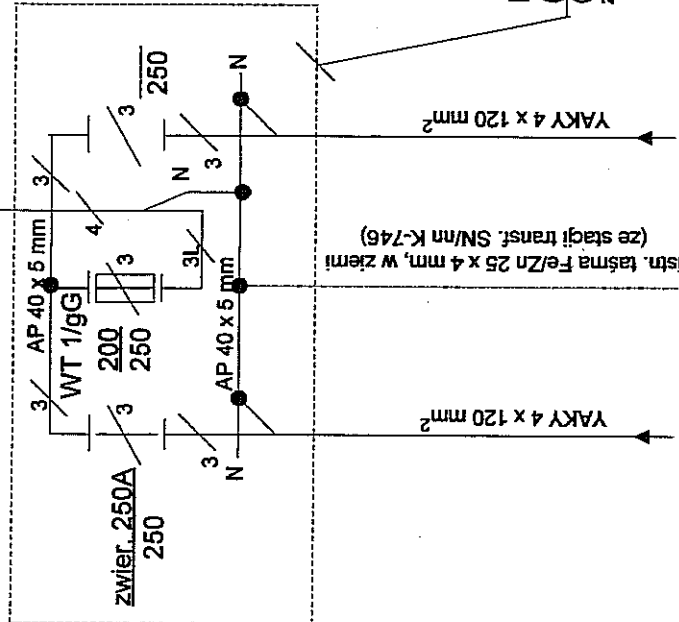 zwier. 250A
250
3
3
3
AP 40 x 5 mm
WT 1/gG
200
250
3
3L
3
4
N
3
250
3
N
AP 40 x 5 mm
N
YAKY 4 x 120 mm²
istn. taśma Fe/Zn 25 x 4 mm, w ziemi
(ze stacji transf. SN/nn K-746)
YAKY 4 x 120 mm²